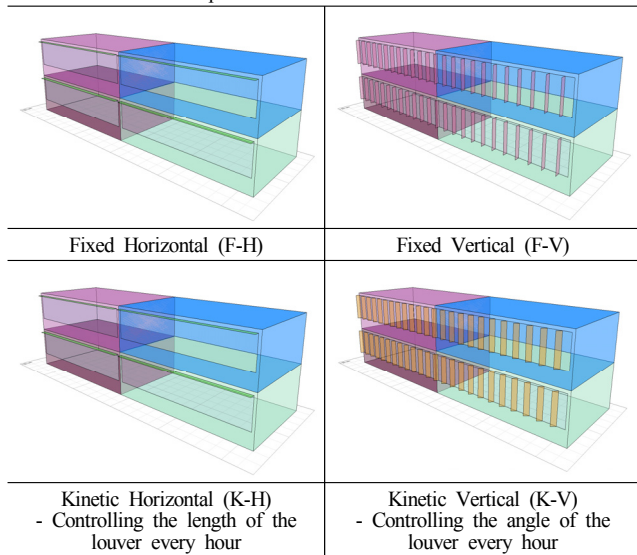 Fixed Horizontal (F-H)
Fixed Vertical (F-V)
Kinetic Horizontal (K-H)
- Controlling the length of the
louver every hour
Kinetic Vertical (K-V)
- Controlling the angle of the
louver every hour